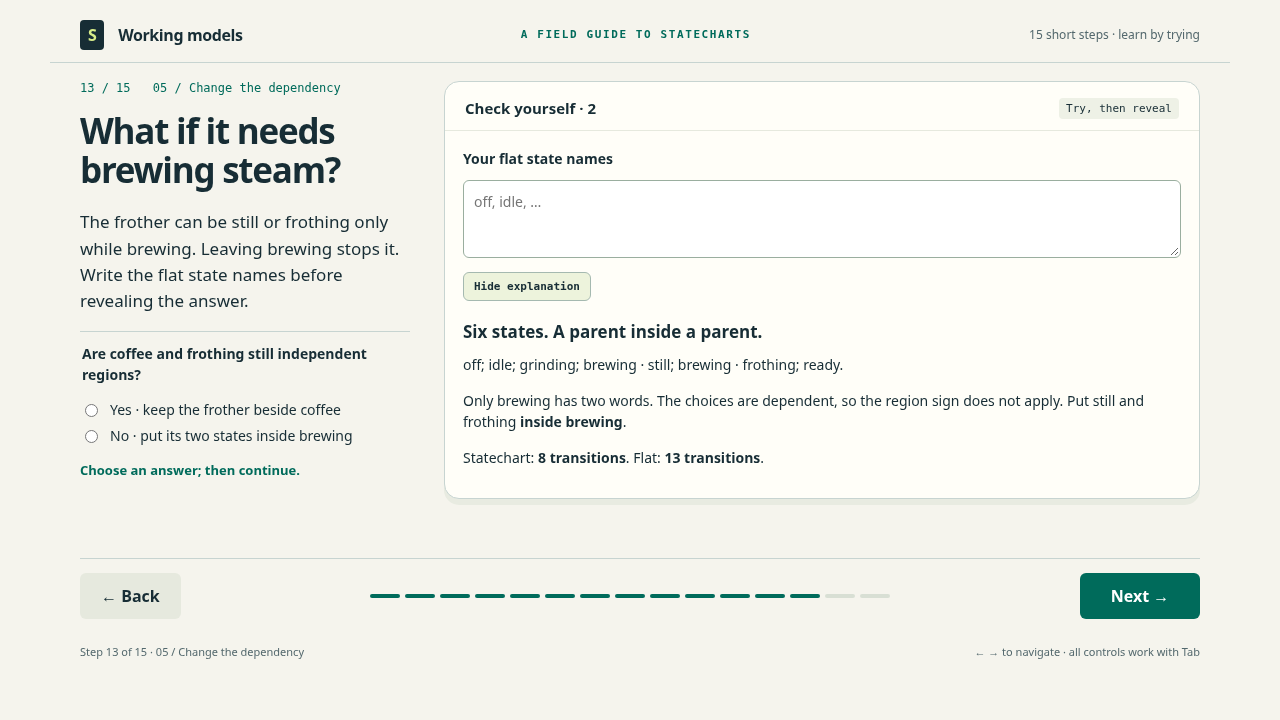 S Working models
A FIELD GUIDE TO STATECHARTS
15 short steps · learn by trying
13 / 15 05 / Change the dependency
What if it needs
brewing steam?
The frother can be still or frothing only
while brewing. Leaving brewing stops it.
Write the flat state names before
revealing the answer.
Are coffee and frothing still independent
regions?
Yes · keep the frother beside coffee
No · put its two states inside brewing
Choose an answer; then continue.
Check yourself · 2
Try, then reveal
Your flat state names
off, idle, …
Hide explanation
Six states. A parent inside a parent.
off; idle; grinding; brewing · still; brewing · frothing; ready.
Only brewing has two words. The choices are dependent, so the region sign does not apply. Put still and
frothing inside brewing.
Statechart: 8 transitions. Flat: 13 transitions.
← Back
Next →
Step 13 of 15 · 05 / Change the dependency
← → to navigate · all controls work with Tab